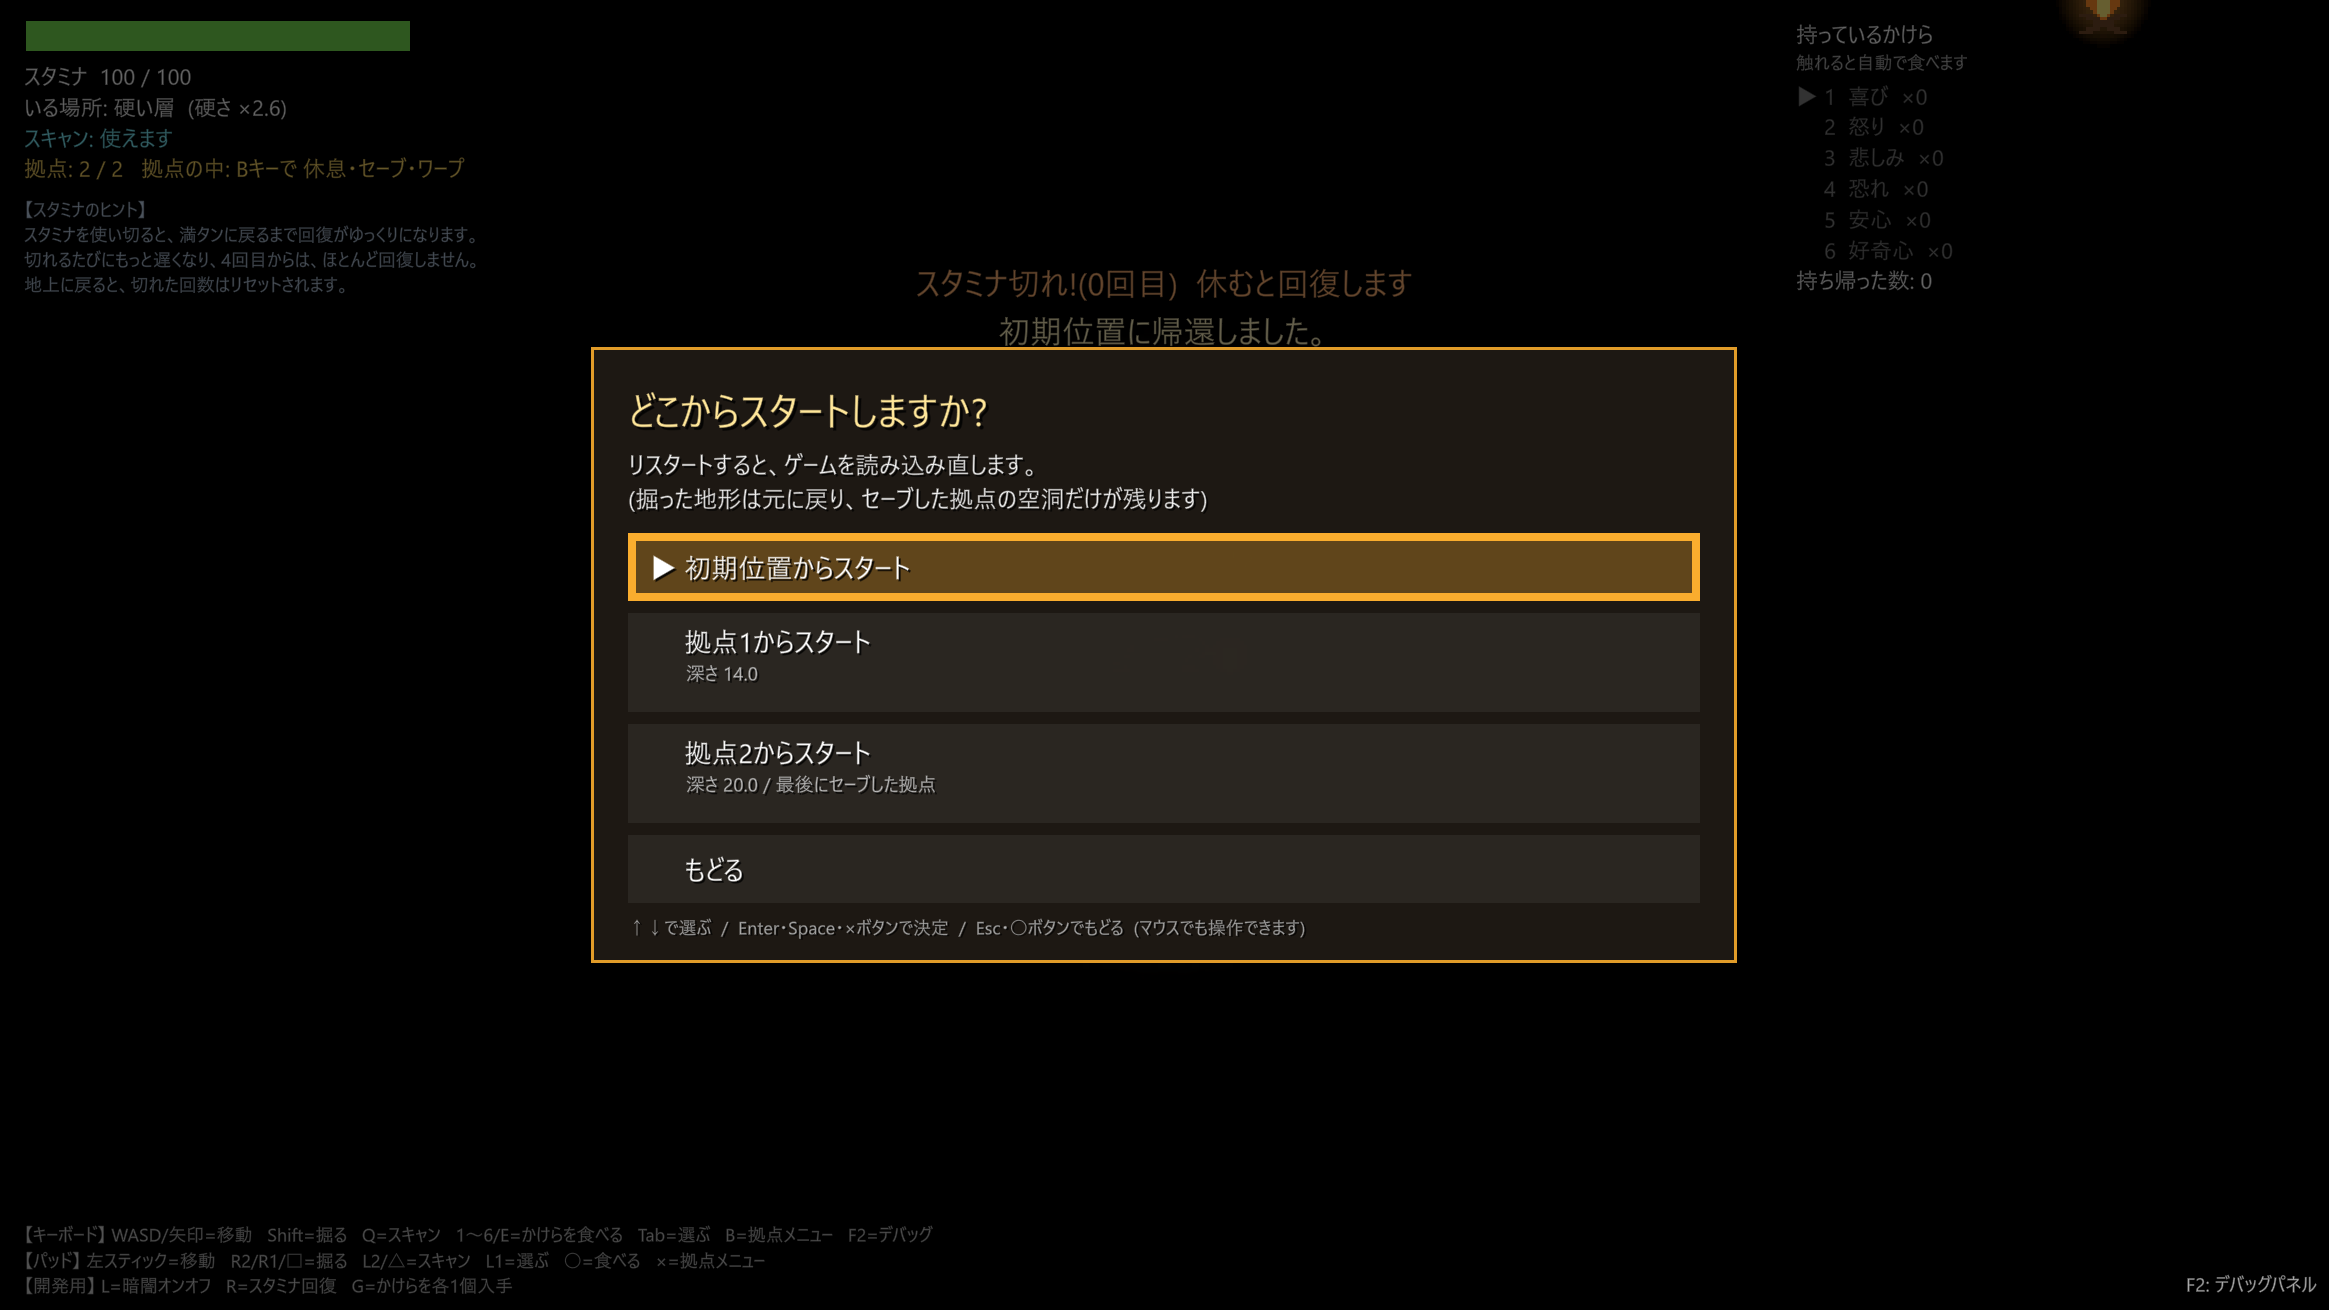 スタミナ 100 / 100
いる場所: 硬い層 (硬さ ×2.6)
スキャン: 使えます
拠点: 2 / 2 拠点の中: Bキーで 休息・セーブ・ワープ
【スタミナのヒント】
スタミナを使い切ると、満タンに戻るまで回復がゆっくりになります。
切れるたびにもっと遅くなり、4回目からは、ほとんど回復しません。
地上に戻ると、切れた回数はリセットされます。
持っているかけら
触れると自動で食べます
▶ 1 喜び ×0
2 怒り ×0
3 悲しみ ×0
4 恐れ ×0
5 安心 ×0
6 好奇心 ×0
持ち帰った数: 0
スタミナ切れ!(0回目) 休むと回復します
初期位置に帰還しました。
どこからスタートしますか?
リスタートすると、ゲームを読み込み直します。
(掘った地形は元に戻り、セーブした拠点の空洞だけが残ります)
▶ 初期位置からスタート
拠点1からスタート
深さ 14.0
拠点2からスタート
深さ 20.0 / 最後にセーブした拠点
もどる
↑↓で選ぶ / Enter・Space・×ボタンで決定 / Esc・○ボタンでもどる (マウスでも操作できます)
【キーボード】 WASD/矢印=移動 Shift=掘る Q=スキャン 1〜6/E=かけらを食べる Tab=選ぶ B=拠点メニュー F2=デバッグ
【パッド】 左スティック=移動 R2/R1/□=掘る L2/△=スキャン L1=選ぶ ○=食べる ×=拠点メニュー
【開発用】 L=暗闇オンオフ R=スタミナ回復 G=かけらを各1個入手
F2: デバッグパネル